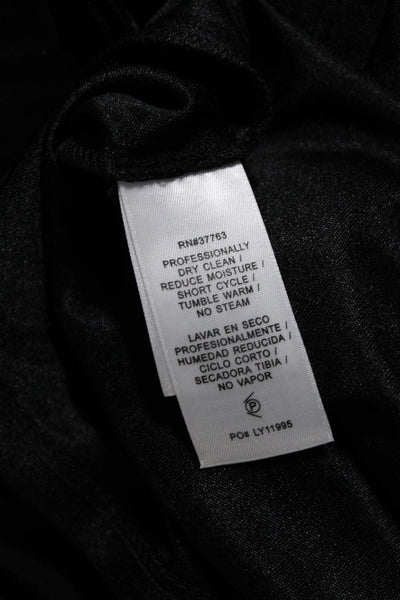 RN#37763
PROFESSIONALLY
DRY CLEAN /
REDUCE MOISTURE /
SHORT CYCLE /
TUMBLE WARM /
NO STEAM
LAVAR EN SECO
PROFESIONALMENTE /
HUMEDAD REDUCIDA /
CICLO CORTO /
SECADORA TIBIA /
NO VAPOR
P
PO# LY11995